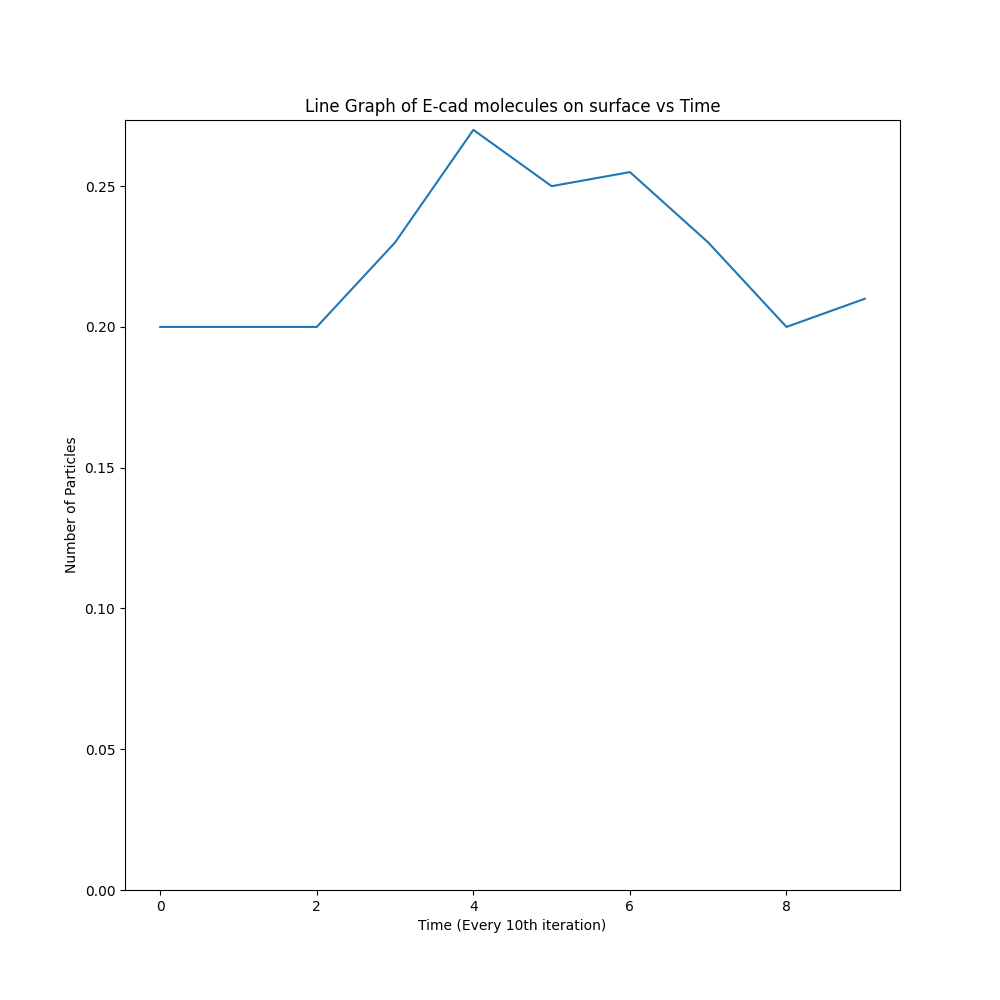 Line Graph of E-cad molecules on surface vs Time
0.25
0.20
0.15
0.10
0.05
0.00
Number of Particles
0 2 4 6 8
Time (Every 10th iteration)